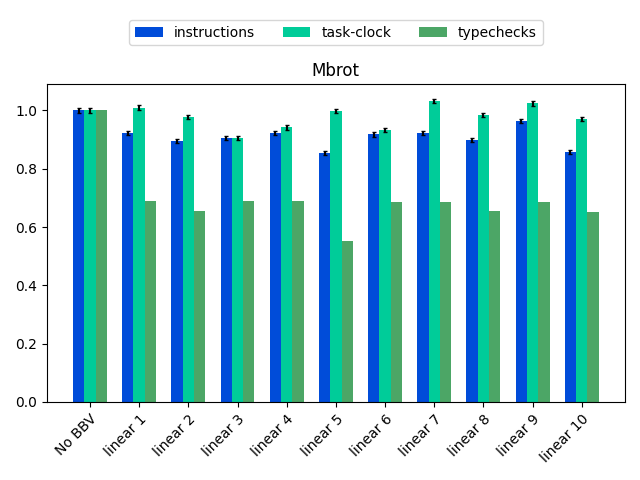 instructions task-clock typechecks
Mbrot
1.0
0.8
0.6
0.4
0.2
0.0
No BBV
linear 1
linear 2
linear 3
linear 4
linear 5
linear 6
linear 7
linear 8
linear 9
linear 10